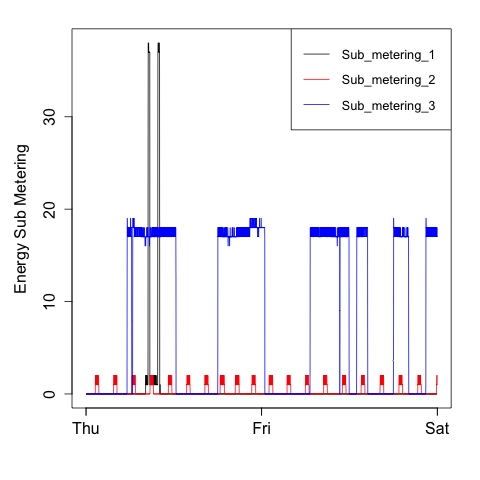 Sub_metering_1
Sub_metering_2
Sub_metering_3
Energy Sub Metering
30
20
10
0
Thu Fri Sat